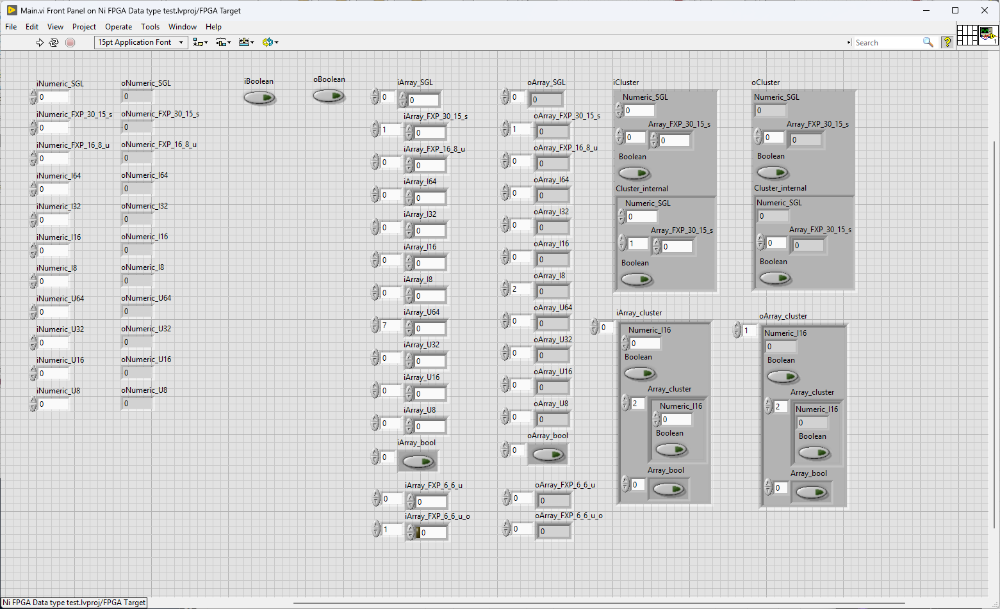 Main.vi Front Panel on Ni FPGA Data type test.lvproj/FPGA Target
File Edit View Project Operate Tools Window Help
15pt Application Font
Search
?
1
iNumeric_SGL
0
iNumeric_FXP_30_15_s
0
iNumeric_FXP_16_8_u
0
iNumeric_I64
0
iNumeric_I32
0
iNumeric_I16
0
iNumeric_I8
0
iNumeric_U64
0
iNumeric_U32
0
iNumeric_U16
0
iNumeric_U8
0
oNumeric_SGL
0
oNumeric_FXP_30_15_s
0
oNumeric_FXP_16_8_u
0
oNumeric_I64
0
oNumeric_I32
0
oNumeric_I16
0
oNumeric_I8
0
oNumeric_U64
0
oNumeric_U32
0
oNumeric_U16
0
oNumeric_U8
0
iBoolean
oBoolean
iArray_SGL
0 0
iArray_FXP_30_15_s
1 0
iArray_FXP_16_8_u
0 0
iArray_I64
0 0
iArray_I32
0 0
iArray_I16
0 0
iArray_I8
0 0
iArray_U64
7 0
iArray_U32
0 0
iArray_U16
0 0
iArray_U8
0 0
iArray_bool
0
iArray_FXP_6_6_u
0 0
iArray_FXP_6_6_u_o
1 0
oArray_SGL
0 0
oArray_FXP_30_15_s
1 0
oArray_FXP_16_8_u
0 0
oArray_I64
0 0
oArray_I32
0 0
oArray_I16
0 0
oArray_I8
2 0
oArray_U64
0 0
oArray_U32
0 0
oArray_U16
0 0
oArray_U8
0 0
oArray_bool
0
oArray_FXP_6_6_u
0 0
oArray_FXP_6_6_u_o
0 0
iCluster
Numeric_SGL
0
Array_FXP_30_15_s
0 0
Boolean
Cluster_internal
Numeric_SGL
0
Array_FXP_30_15_s
1 0
Boolean
oCluster
Numeric_SGL
0
Array_FXP_30_15_s
0 0
Boolean
Cluster_internal
Numeric_SGL
0
Array_FXP_30_15_s
0 0
Boolean
iArray_cluster
0
Numeric_I16
0
Boolean
Array_cluster
2
Numeric_I16
0
Boolean
Array_bool
0
oArray_cluster
1
Numeric_I16
0
Boolean
Array_cluster
2
Numeric_I16
0
Boolean
Array_bool
0
Ni FPGA Data type test.lvproj/FPGA Target